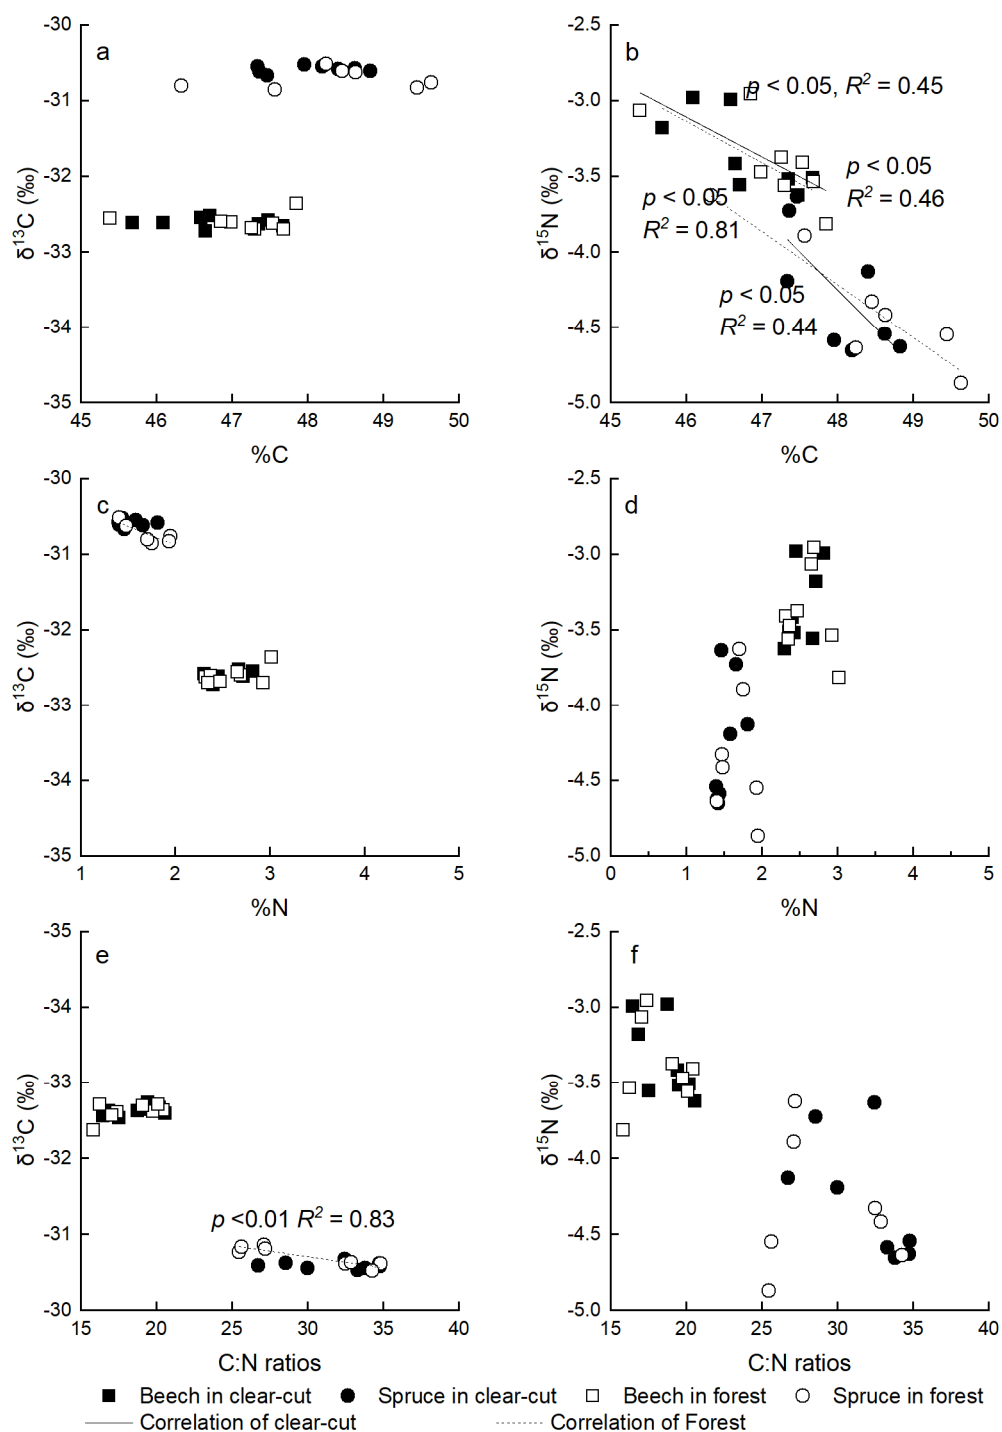 a
-30
-31
-32
-33
-34
-35
δ¹³C (‰)
45 46 47 48 49 50
%C
b
-2.5
-3.0
-3.5
-4.0
-4.5
-5.0
δ¹⁵N (‰)
p < 0.05, R² = 0.45
p < 0.05
R² = 0.46
p < 0.05
R² = 0.81
p < 0.05
R² = 0.44
45 46 47 48 49 50
%C
c
-30
-31
-32
-33
-34
-35
δ¹³C (‰)
1 2 3 4 5
%N
d
-2.5
-3.0
-3.5
-4.0
-4.5
-5.0
δ¹⁵N (‰)
0 1 2 3 4 5
%N
e
-35
-34
-33
-32
-31
-30
δ¹³C (‰)
p <0.01 R² = 0.83
15 20 25 30 35 40
C:N ratios
f
-2.5
-3.0
-3.5
-4.0
-4.5
-5.0
δ¹⁵N (‰)
15 20 25 30 35 40
C:N ratios
Beech in clear-cut Spruce in clear-cut Beech in forest Spruce in forest
Correlation of clear-cut Correlation of Forest